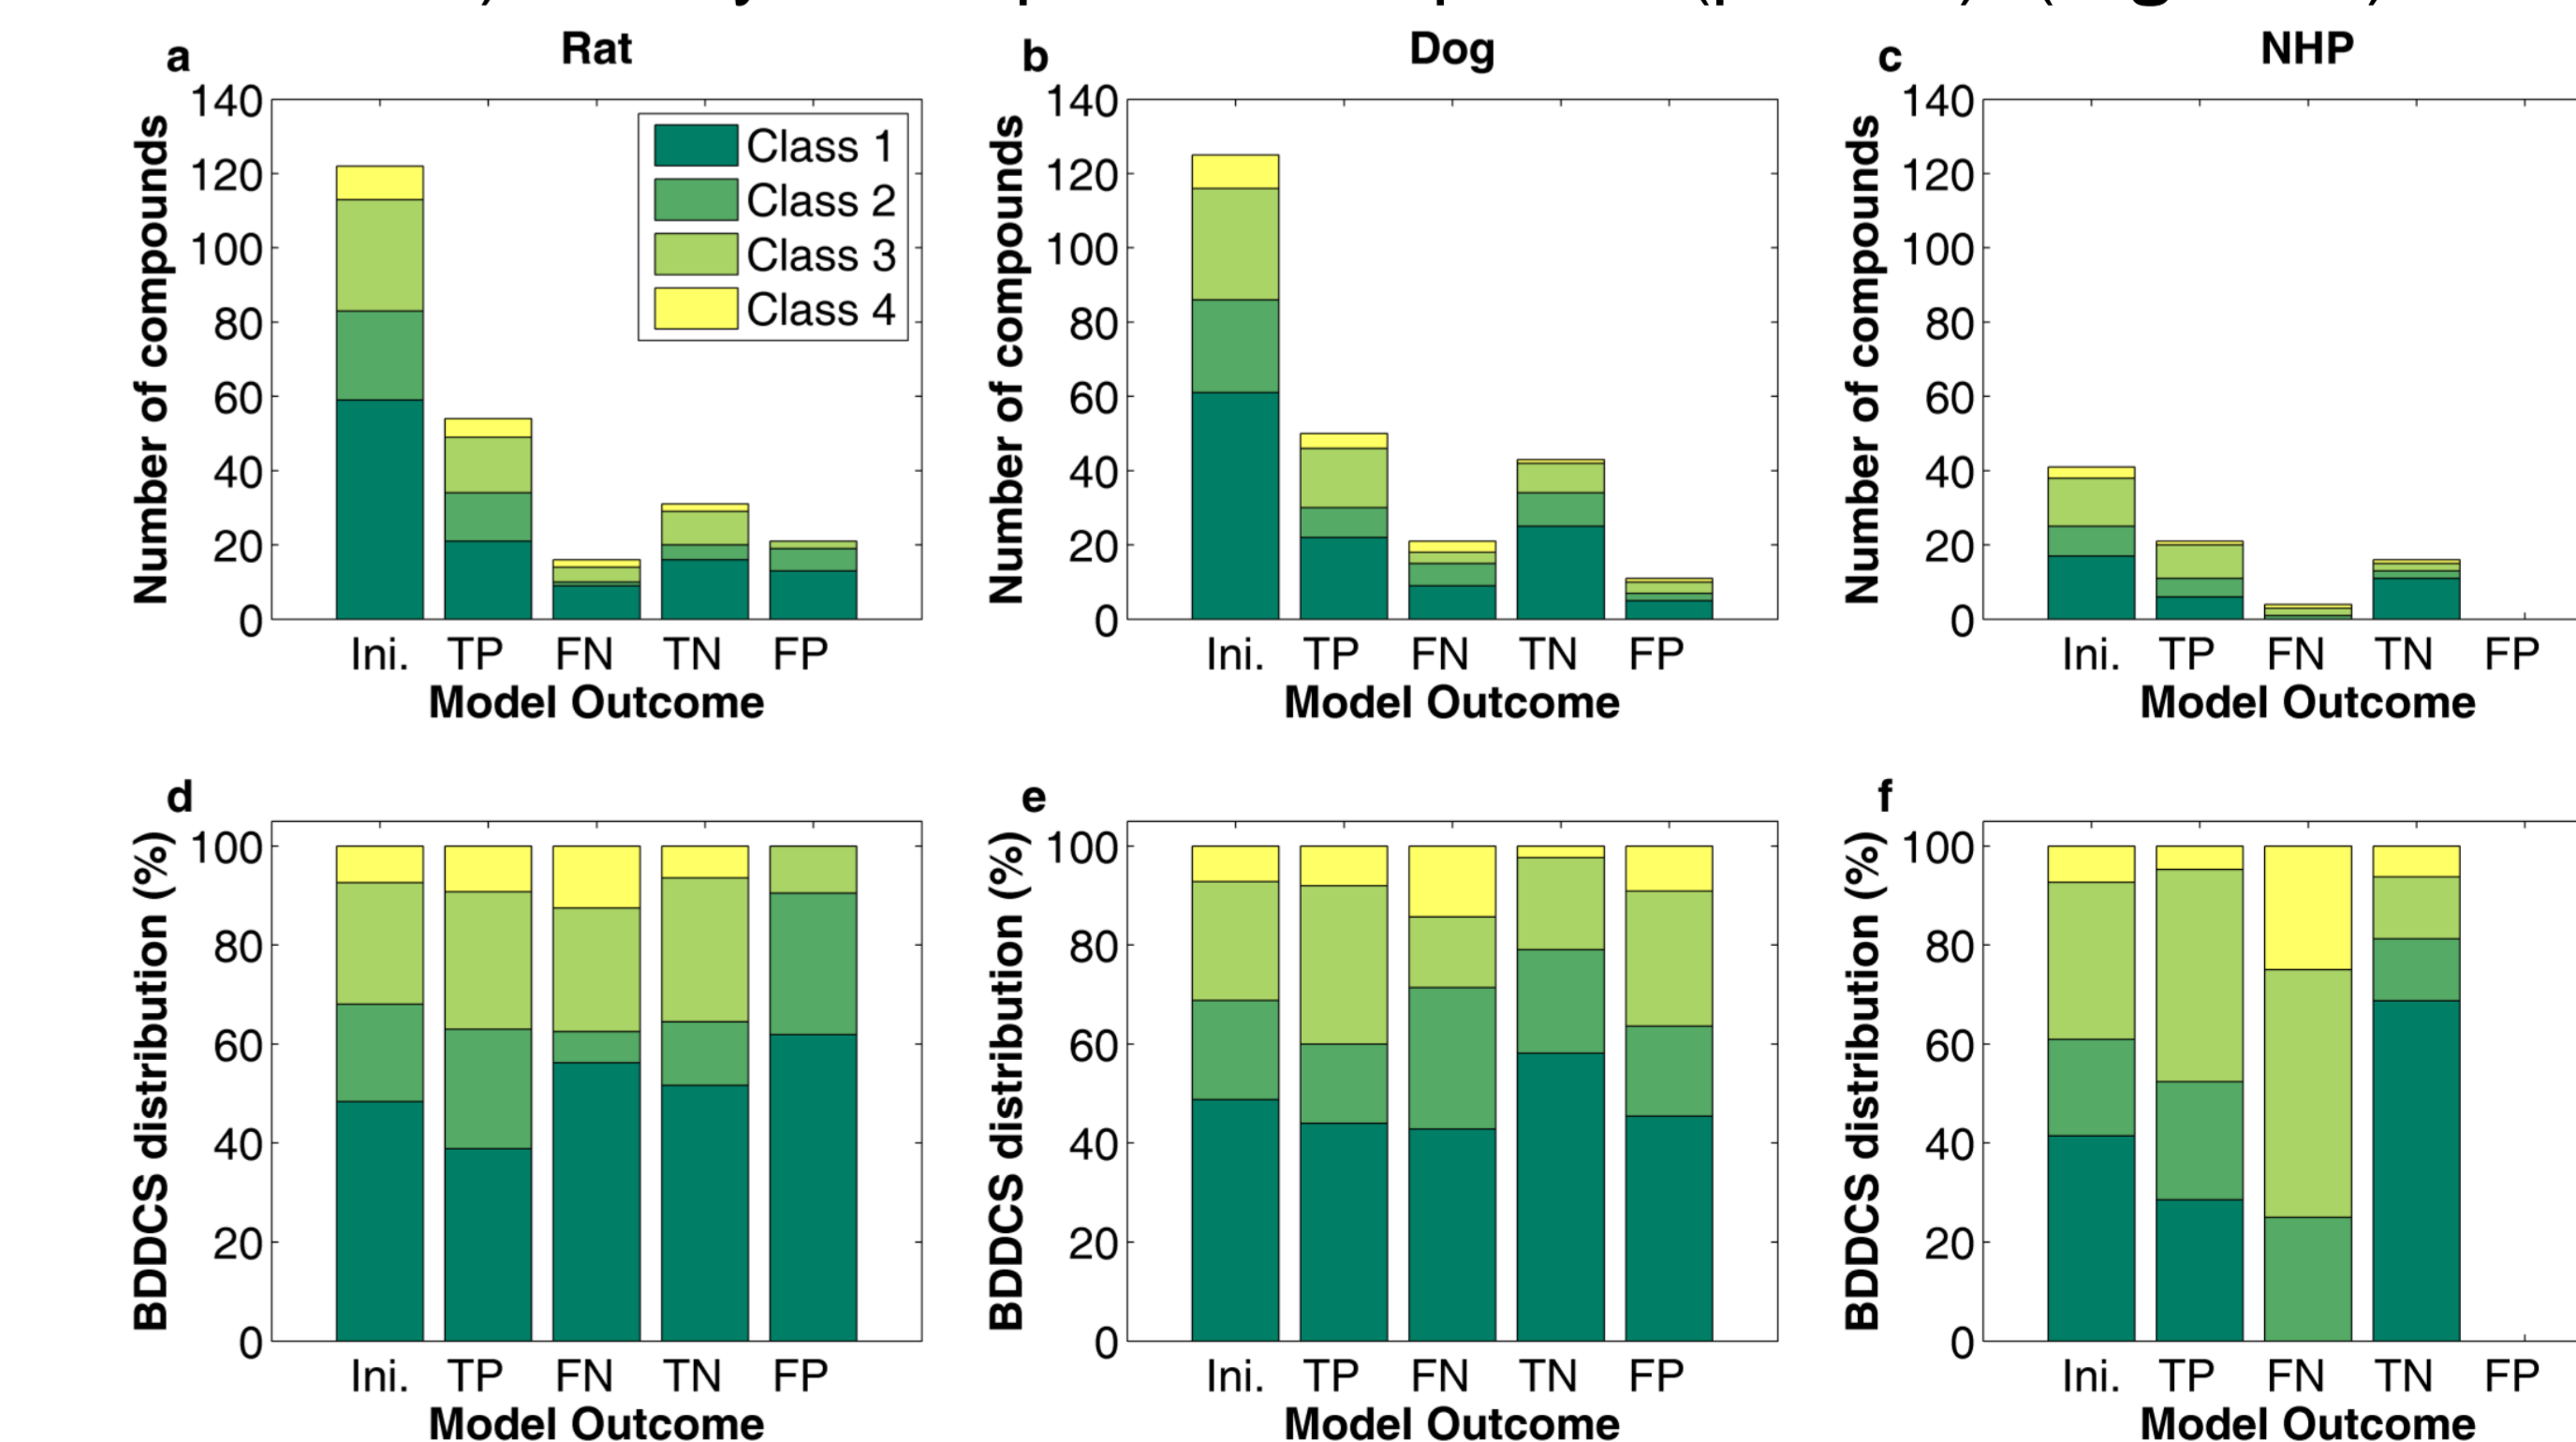 a Rat
140
120
100
80
60
40
20
0
Number of compounds
Class 1
Class 2
Class 3
Class 4
Ini. TP FN TN FP
Model Outcome
b Dog
140
120
100
80
60
40
20
0
Number of compounds
Ini. TP FN TN FP
Model Outcome
c NHP
140
120
100
80
60
40
20
0
Number of compounds
Ini. TP FN TN FP
Model Outcome
d
100
80
60
40
20
0
BDDCS distribution (%)
Ini. TP FN TN FP
Model Outcome
e
100
80
60
40
20
0
BDDCS distribution (%)
Ini. TP FN TN FP
Model Outcome
f
100
80
60
40
20
0
BDDCS distribution (%)
Ini. TP FN TN FP
Model Outcome